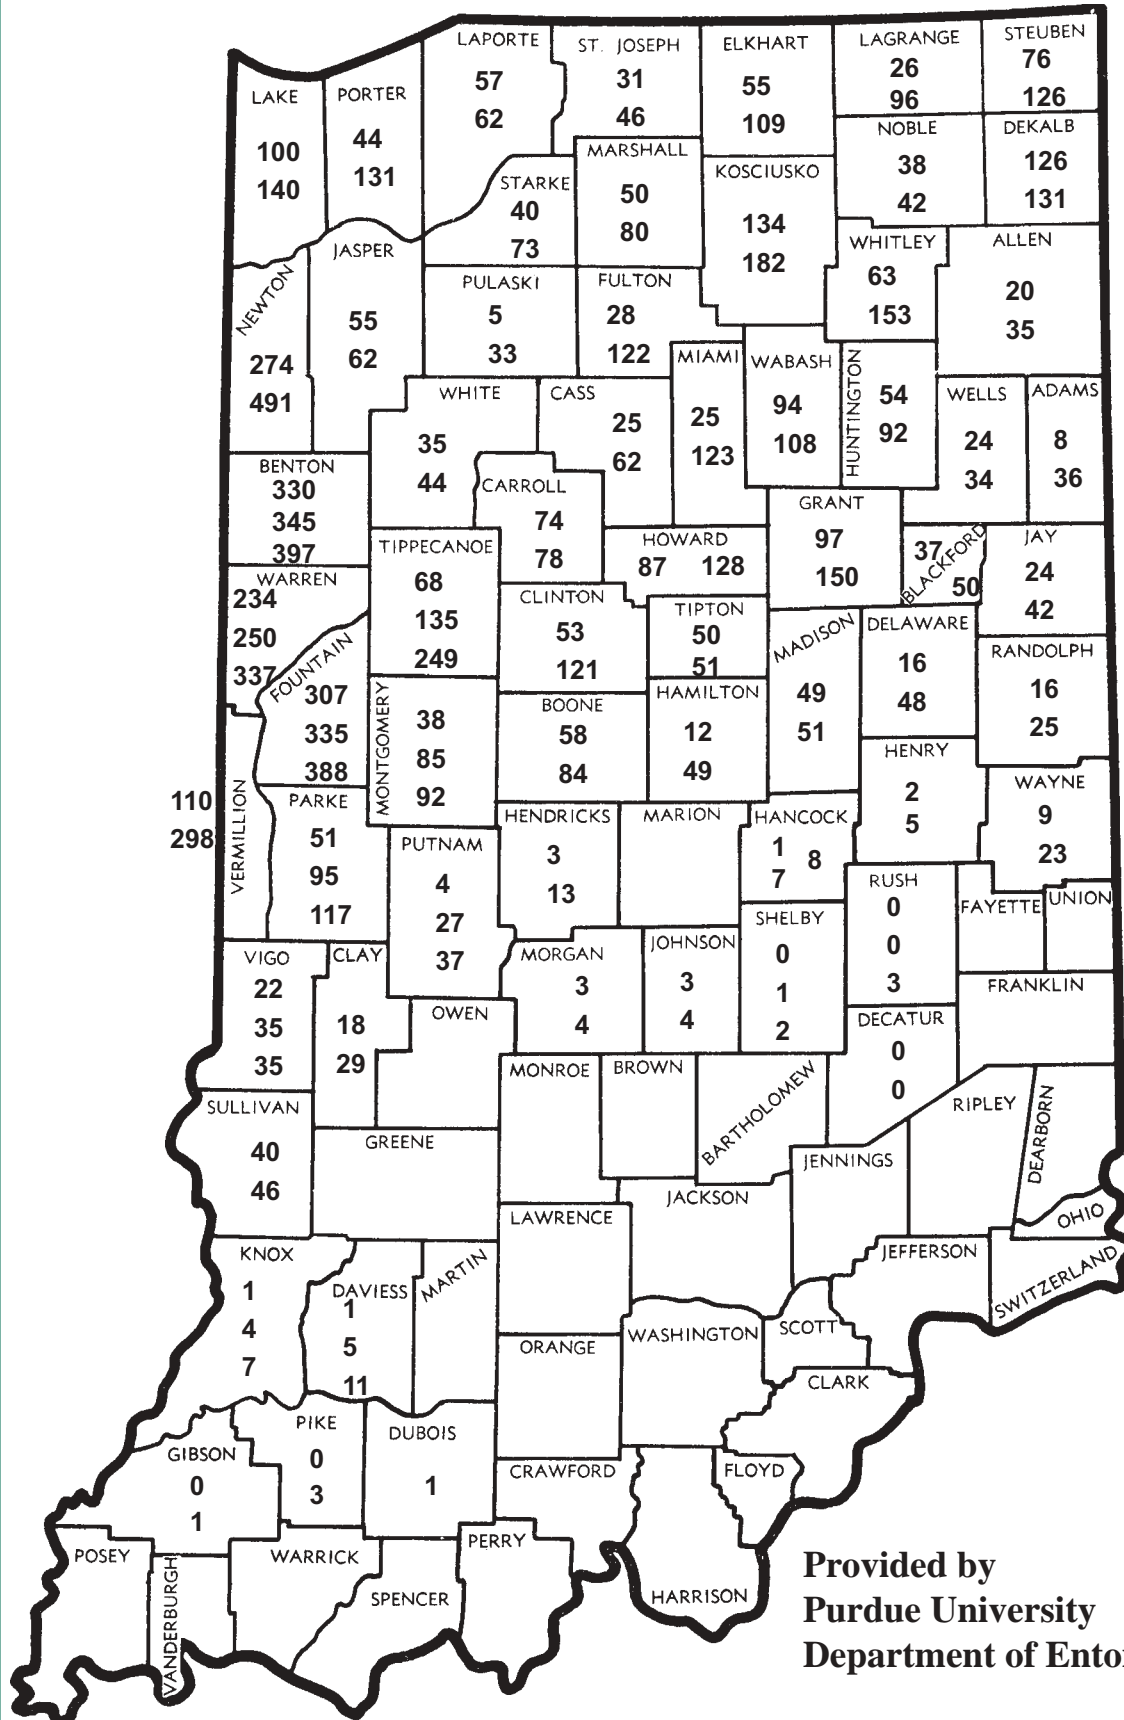 LAPORTE
57
62
ST. JOSEPH
31
46
ELKHART
55
109
LAGRANGE
26
96
STEUBEN
76
126
LAKE
100
140
PORTER
44
131
NOBLE
38
42
DEKALB
126
131
MARSHALL
50
80
KOSCIUSKO
134
182
STARKE
40
73
WHITLEY
63
153
ALLEN
20
35
JASPER
55
62
NEWTON
274
491
PULASKI
5
33
FULTON
28
122
MIAMI
25
123
WABASH
94
108
HUNTINGTON
54
92
WELLS
24
34
ADAMS
8
36
WHITE
35
44
CASS
25
62
BENTON
330
345
397
CARROLL
74
78
GRANT
97
150
HOWARD
87 128
BLACKFORD
37
50
JAY
24
42
TIPPECANOE
68
135
249
WARREN
234
250
337
CLINTON
53
121
TIPTON
50
51
MADISON
49
51
DELAWARE
16
48
RANDOLPH
16
25
FOUNTAIN
307
335
388
MONTGOMERY
38
85
92
BOONE
58
84
HAMILTON
12
49
HENRY
2
5
WAYNE
9
23
VERMILLION
110
298
PARKE
51
95
117
PUTNAM
4
27
37
HENDRICKS
3
13
MARION
HANCOCK
1 8
7
RUSH
0
0
3
FAYETTE
UNION
SHELBY
0
1
2
VIGO
22
35
35
CLAY
18
29
MORGAN
3
4
JOHNSON
3
4
FRANKLIN
OWEN
DECATUR
0
0
MONROE
BROWN
BARTHOLOMEW
RIPLEY
DEARBORN
SULLIVAN
40
46
GREENE
JENNINGS
JACKSON
OHIO
LAWRENCE
KNOX
1
4
7
DAVIESS
1
5
11
MARTIN
JEFFERSON
SWITZERLAND
ORANGE
WASHINGTON
SCOTT
CLARK
PIKE
0
3
DUBOIS
1
GIBSON
0
1
CRAWFORD
FLOYD
POSEY
VANDERBURGH
WARRICK
PERRY
SPENCER
HARRISON
Provided by
Purdue University
Department of